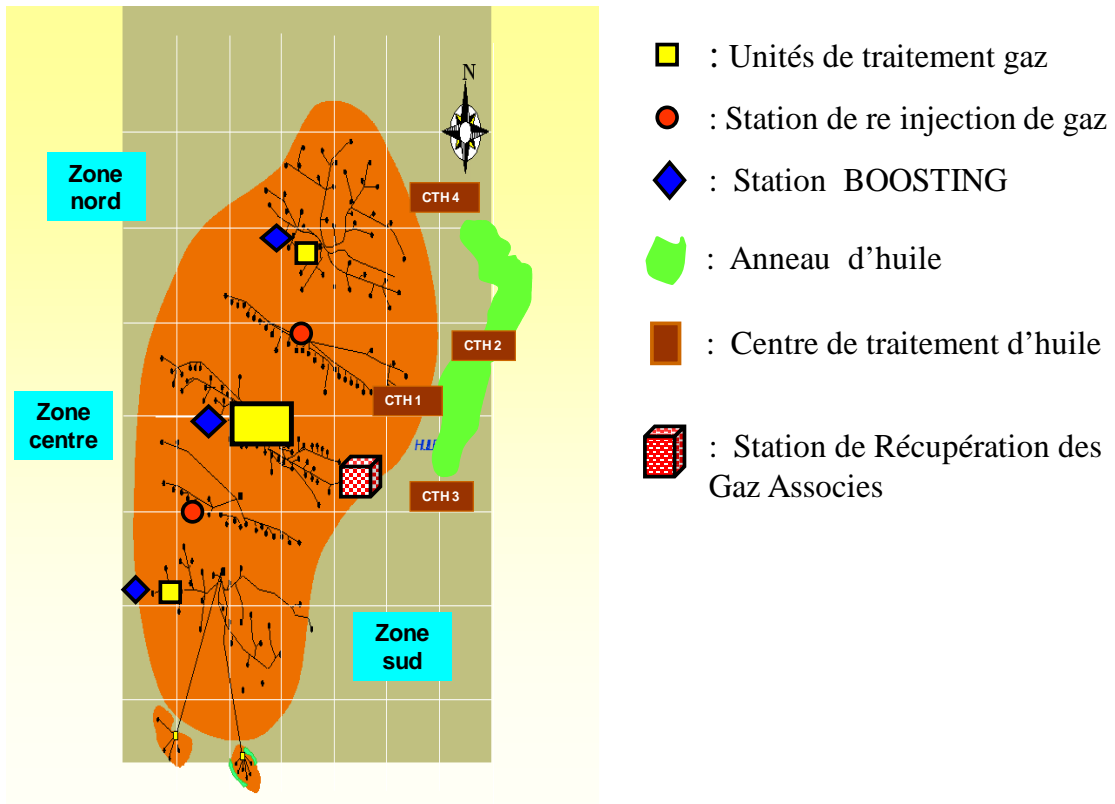 N
Zone
nord
CTH 4
CTH 2
Zone
centre
CTH 1
CTH 3
Zone
sud
: Unités de traitement gaz
: Station de re injection de gaz
: Station BOOSTING
: Anneau d’huile
: Centre de traitement d’huile
: Station de Récupération des
Gaz Associes